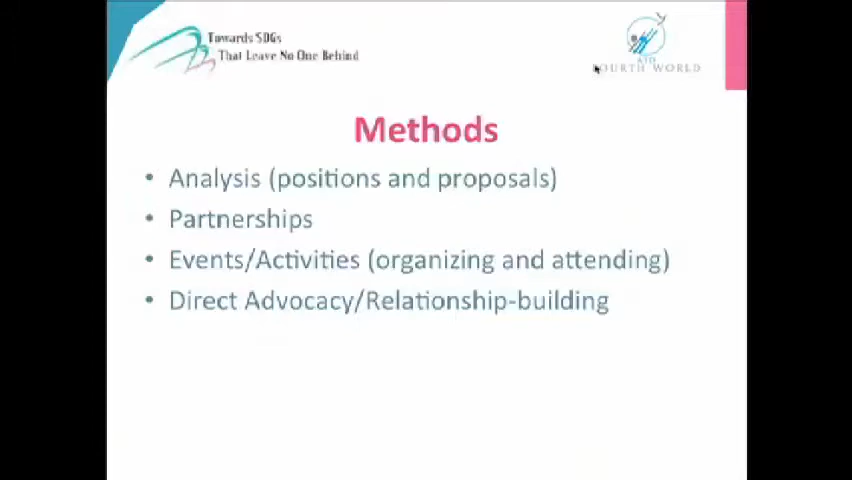 Towards SDGs
That Leave No One Behind
ATD
FOURTH WORLD
Methods
• Analysis (positions and proposals)
• Partnerships
• Events/Activities (organizing and attending)
• Direct Advocacy/Relationship-building